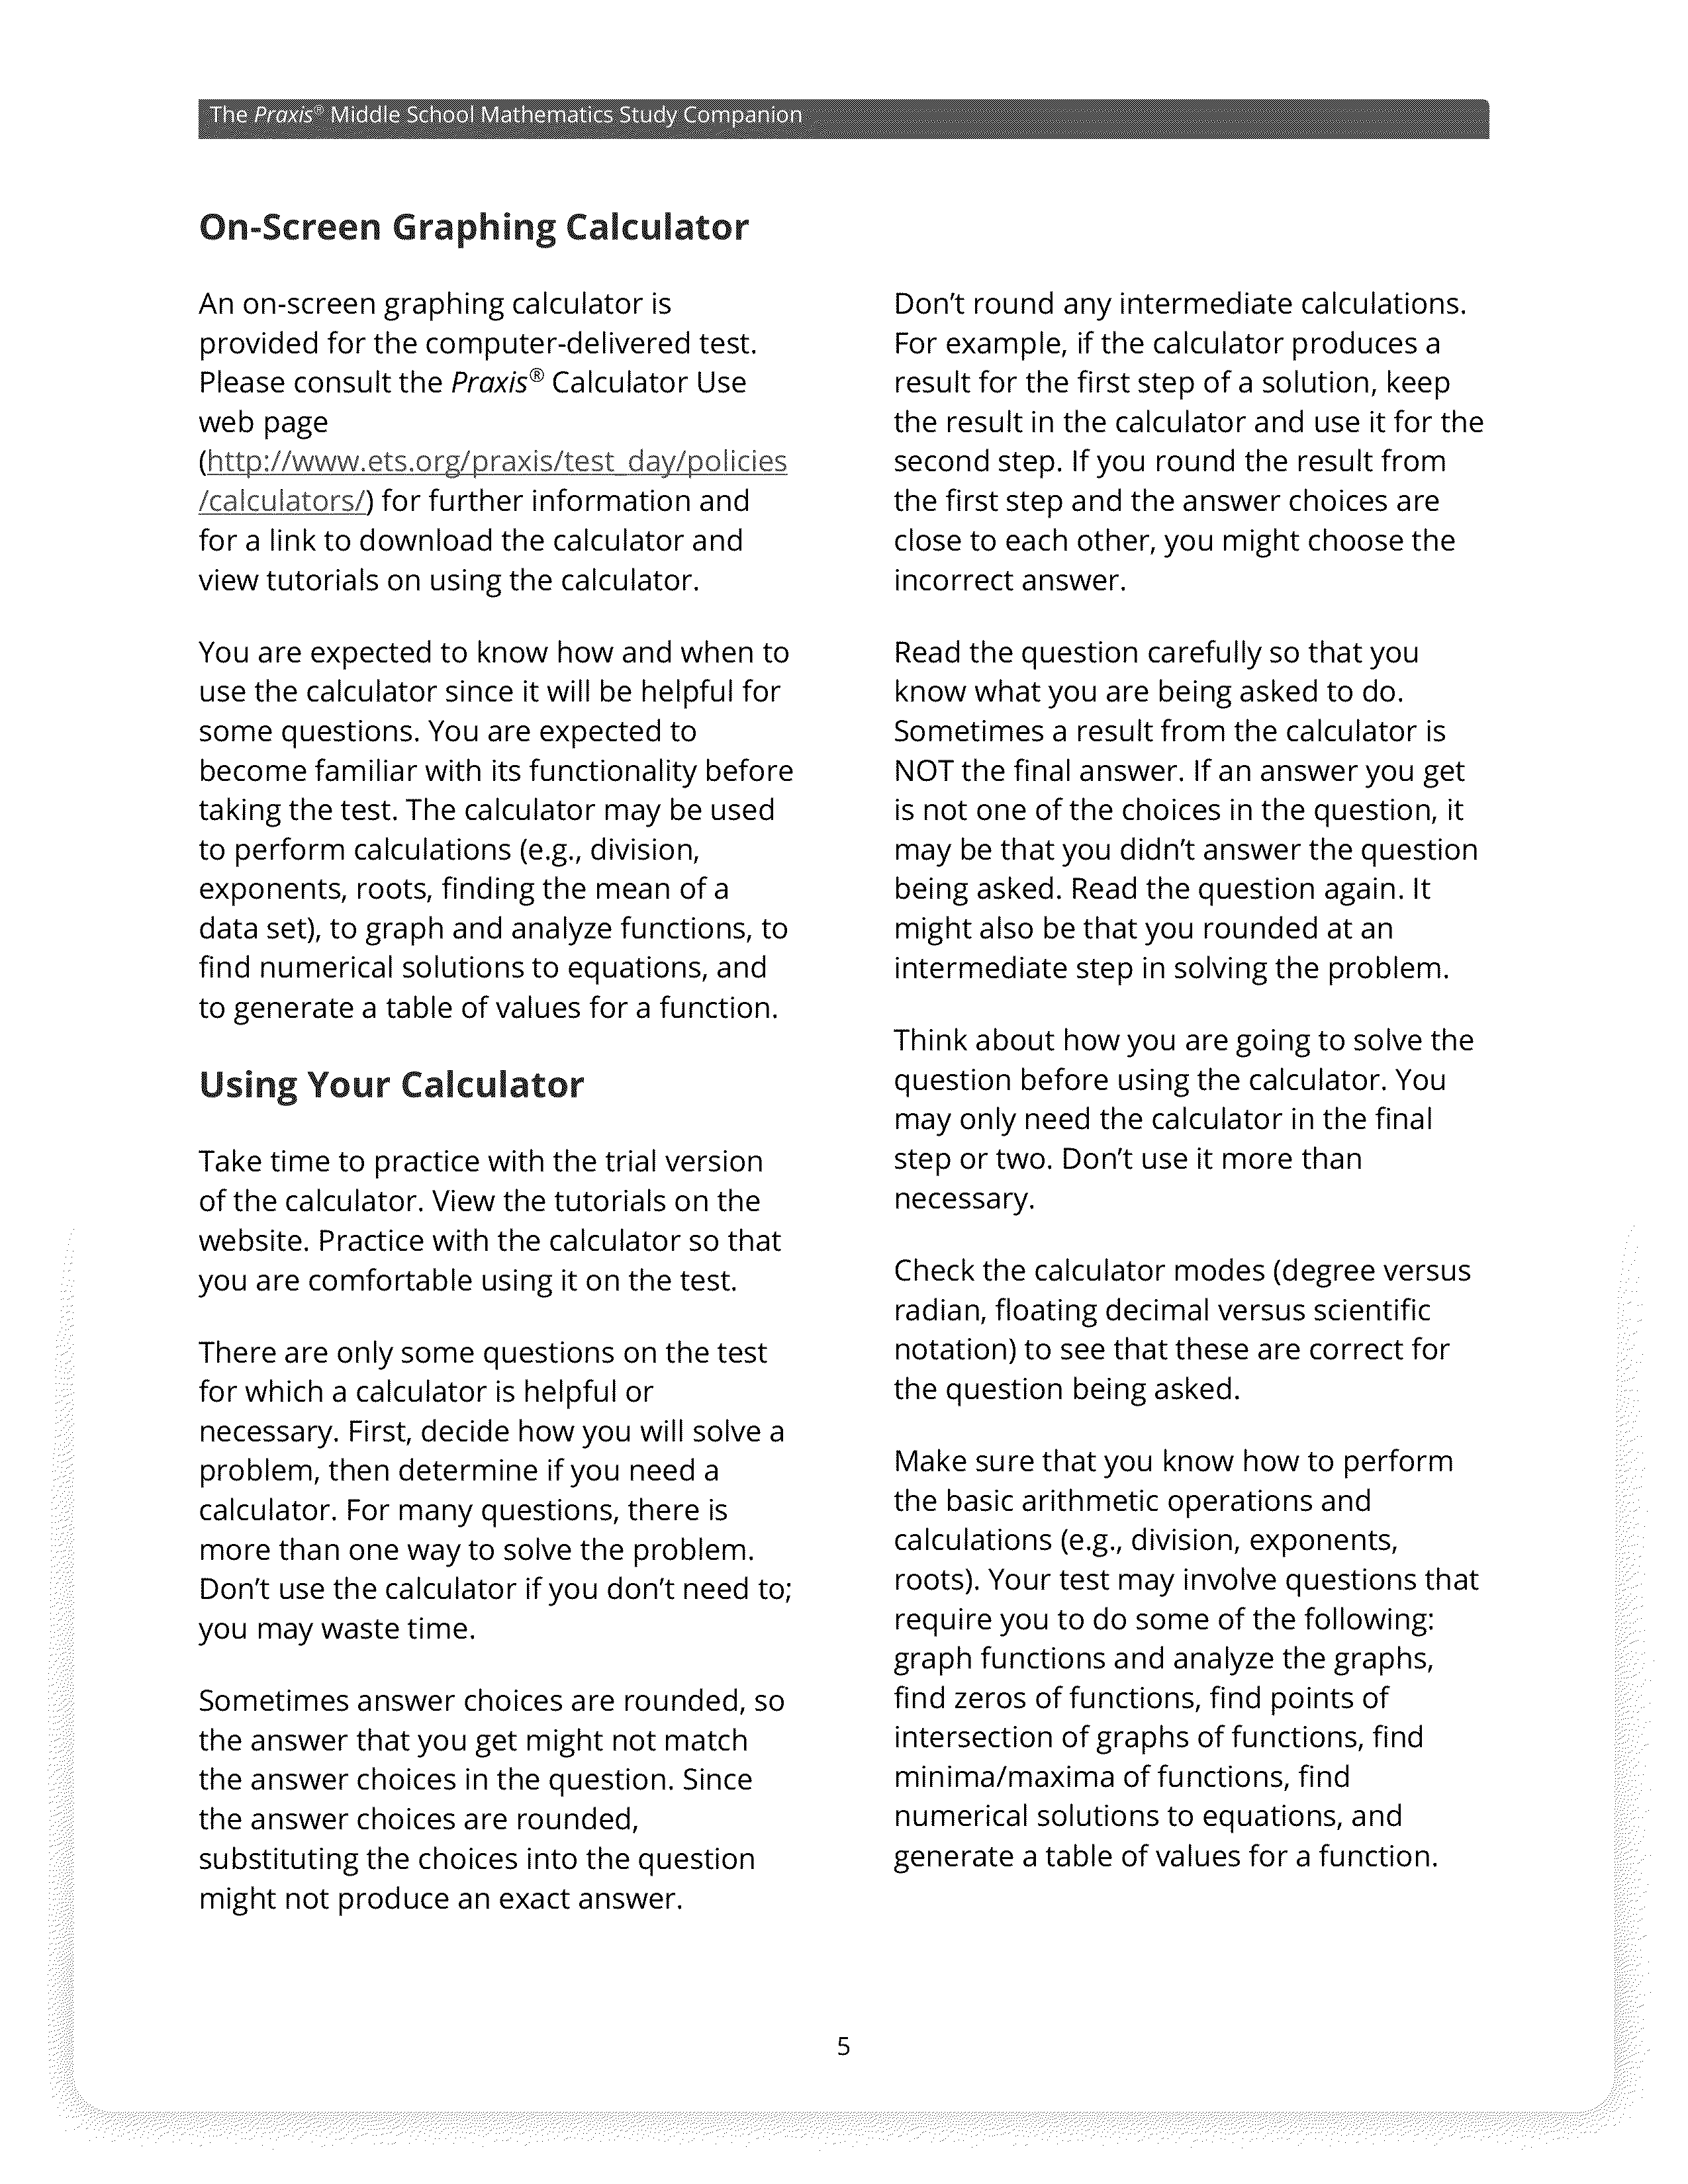 The Praxis® Middle School Mathematics Study Companion
On-Screen Graphing Calculator
An on-screen graphing calculator is
provided for the computer-delivered test.
Please consult the Praxis® Calculator Use
web page
(http://www.ets.org/praxis/test_day/policies
/calculators/) for further information and
for a link to download the calculator and
view tutorials on using the calculator.
You are expected to know how and when to
use the calculator since it will be helpful for
some questions. You are expected to
become familiar with its functionality before
taking the test. The calculator may be used
to perform calculations (e.g., division,
exponents, roots, finding the mean of a
data set), to graph and analyze functions, to
find numerical solutions to equations, and
to generate a table of values for a function.
Using Your Calculator
Take time to practice with the trial version
of the calculator. View the tutorials on the
website. Practice with the calculator so that
you are comfortable using it on the test.
There are only some questions on the test
for which a calculator is helpful or
necessary. First, decide how you will solve a
problem, then determine if you need a
calculator. For many questions, there is
more than one way to solve the problem.
Don’t use the calculator if you don’t need to;
you may waste time.
Sometimes answer choices are rounded, so
the answer that you get might not match
the answer choices in the question. Since
the answer choices are rounded,
substituting the choices into the question
might not produce an exact answer.
Don’t round any intermediate calculations.
For example, if the calculator produces a
result for the first step of a solution, keep
the result in the calculator and use it for the
second step. If you round the result from
the first step and the answer choices are
close to each other, you might choose the
incorrect answer.
Read the question carefully so that you
know what you are being asked to do.
Sometimes a result from the calculator is
NOT the final answer. If an answer you get
is not one of the choices in the question, it
may be that you didn’t answer the question
being asked. Read the question again. It
might also be that you rounded at an
intermediate step in solving the problem.
Think about how you are going to solve the
question before using the calculator. You
may only need the calculator in the final
step or two. Don’t use it more than
necessary.
Check the calculator modes (degree versus
radian, floating decimal versus scientific
notation) to see that these are correct for
the question being asked.
Make sure that you know how to perform
the basic arithmetic operations and
calculations (e.g., division, exponents,
roots). Your test may involve questions that
require you to do some of the following:
graph functions and analyze the graphs,
find zeros of functions, find points of
intersection of graphs of functions, find
minima/maxima of functions, find
numerical solutions to equations, and
generate a table of values for a function.
5